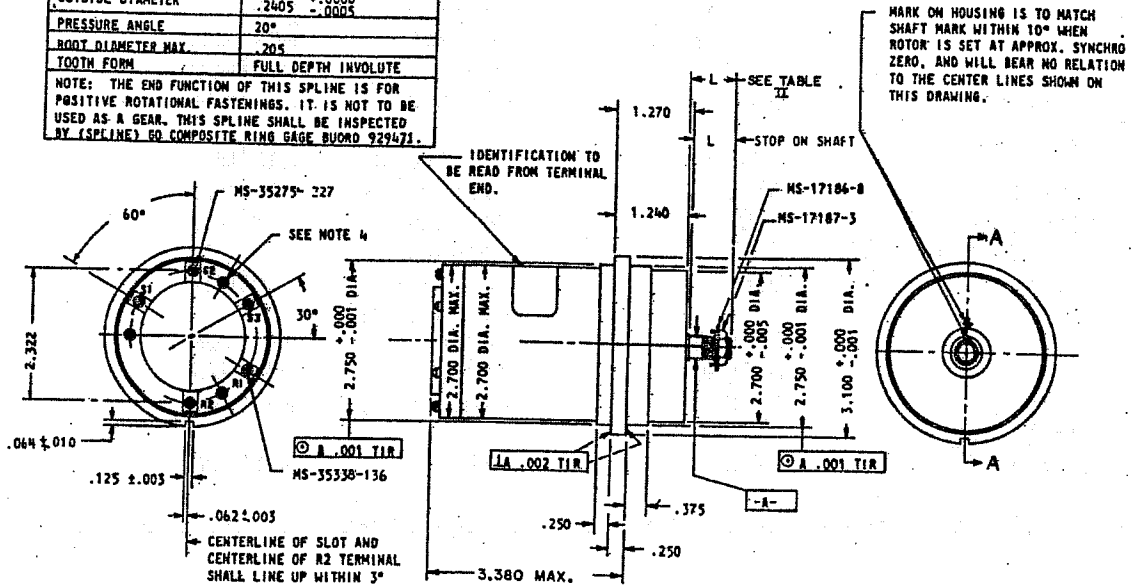 OUTSIDE DIAMETER .2405 +.0000 -.0005
PRESSURE ANGLE 20°
ROOT DIAMETER MAX. .205
TOOTH FORM FULL DEPTH INVOLUTE
NOTE: THE END FUNCTION OF THIS SPLINE IS FOR
POSITIVE ROTATIONAL FASTENINGS. IT IS NOT TO BE
USED AS A GEAR. THIS SPLINE SHALL BE INSPECTED
BY (SPLINE) GO COMPOSITE RING GAGE BUORD 929471.
MARK ON HOUSING IS TO MATCH
SHAFT MARK WITHIN 10° WHEN
ROTOR IS SET AT APPROX. SYNCHRO
ZERO, AND WILL BEAR NO RELATION
TO THE CENTER LINES SHOWN ON
THIS DRAWING.
L SEE TABLE II
1.270
L STOP ON SHAFT
IDENTIFICATION TO
BE READ FROM TERMINAL
END.
MS-35275-227
MS-17186-8
MS-17187-3
1.240
60°
SEE NOTE 4
S2
S1
S3
30°
R1
R2
2.322
2.750 +.000 -.001 DIA.
2.700 DIA. MAX.
2.700 DIA. MAX.
2.700 +.000 -.005 DIA.
2.750 +.000 -.001 DIA.
3.100 +.000 -.001 DIA.
A
A
.064 ±.010
◎ A .001 TIR
⊥A .002 TIR
◎ A .001 TIR
.125 ±.003
MS-35338-136
-A-
.062±.003
.250
.375
.250
CENTERLINE OF SLOT AND
CENTERLINE OF R2 TERMINAL
SHALL LINE UP WITHIN 3°
3.380 MAX.